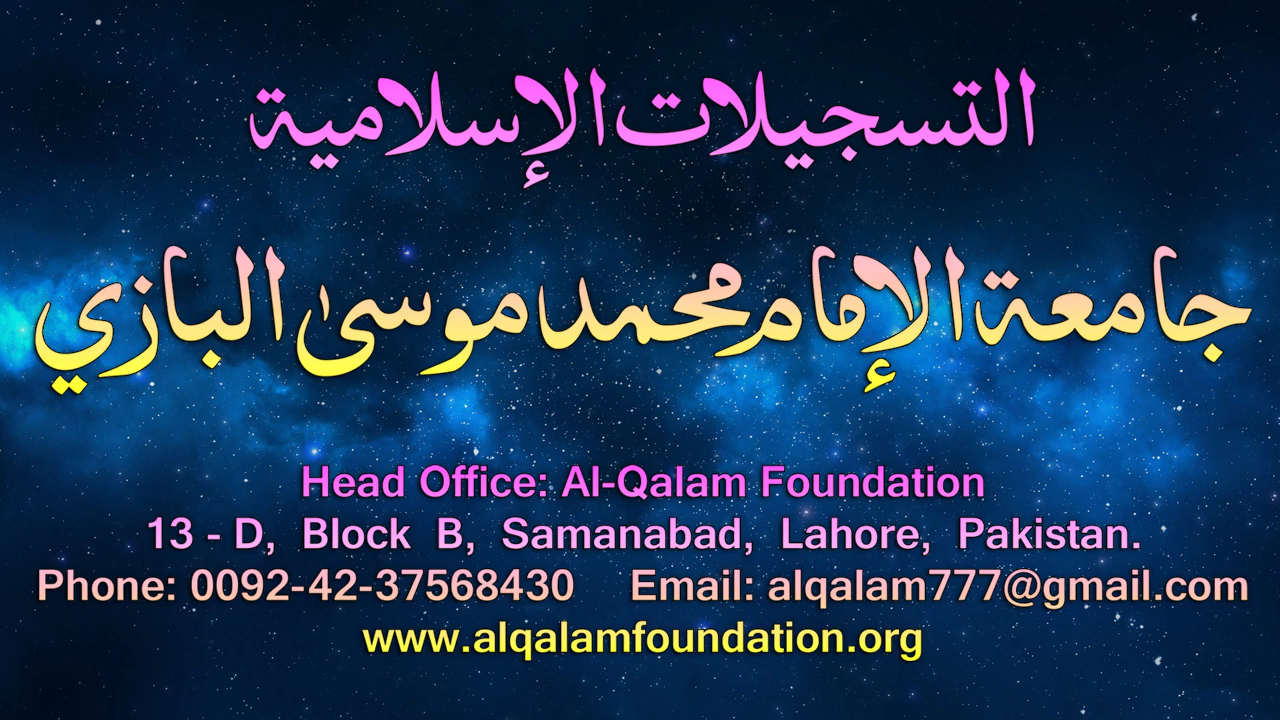 التسجيلات الإسلامية
جامعة الإمام محمد موسىٰ البازي
Head Office: Al-Qalam Foundation
13 - D, Block B, Samanabad, Lahore, Pakistan.
Phone: 0092-42-37568430 Email: alqalam777@gmail.com
www.alqalamfoundation.org